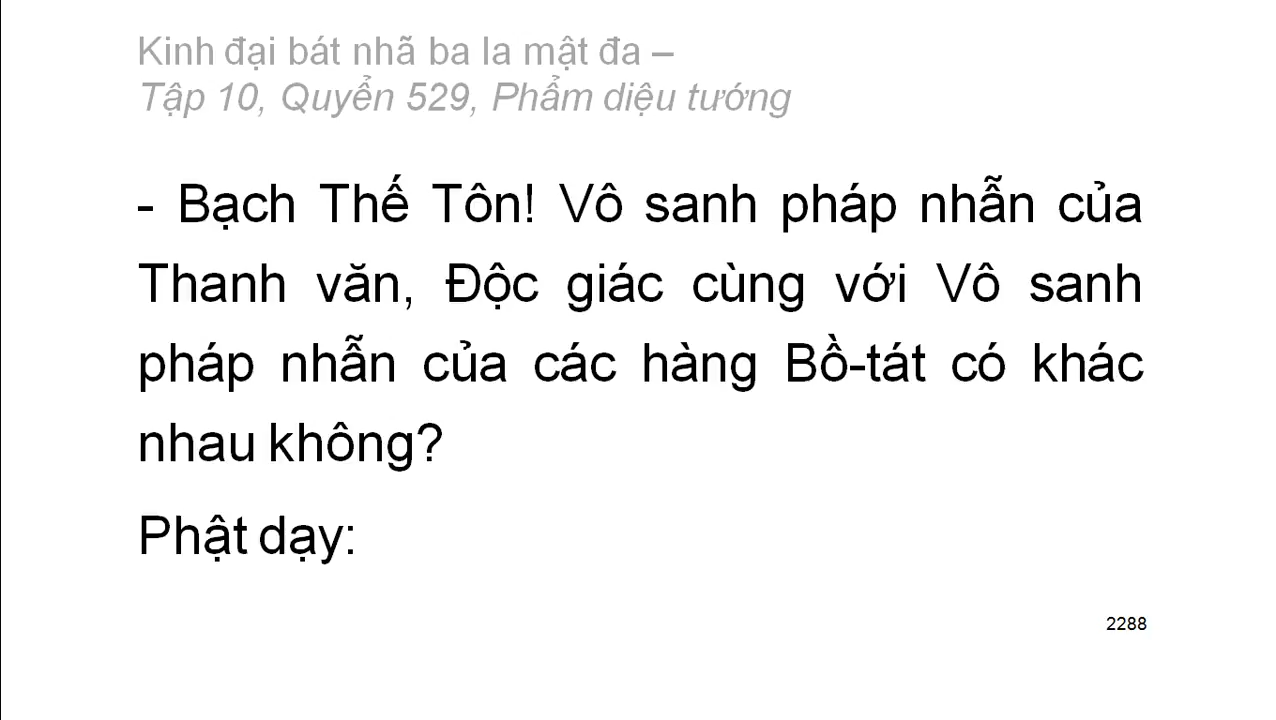 Kinh đại bát nhã ba la mật đa –
Tập 10, Quyển 529, Phẩm diệu tướng
- Bạch Thế Tôn! Vô sanh pháp nhẫn của
Thanh văn, Độc giác cùng với Vô sanh
pháp nhẫn của các hàng Bồ-tát có khác
nhau không?
Phật dạy:
2288